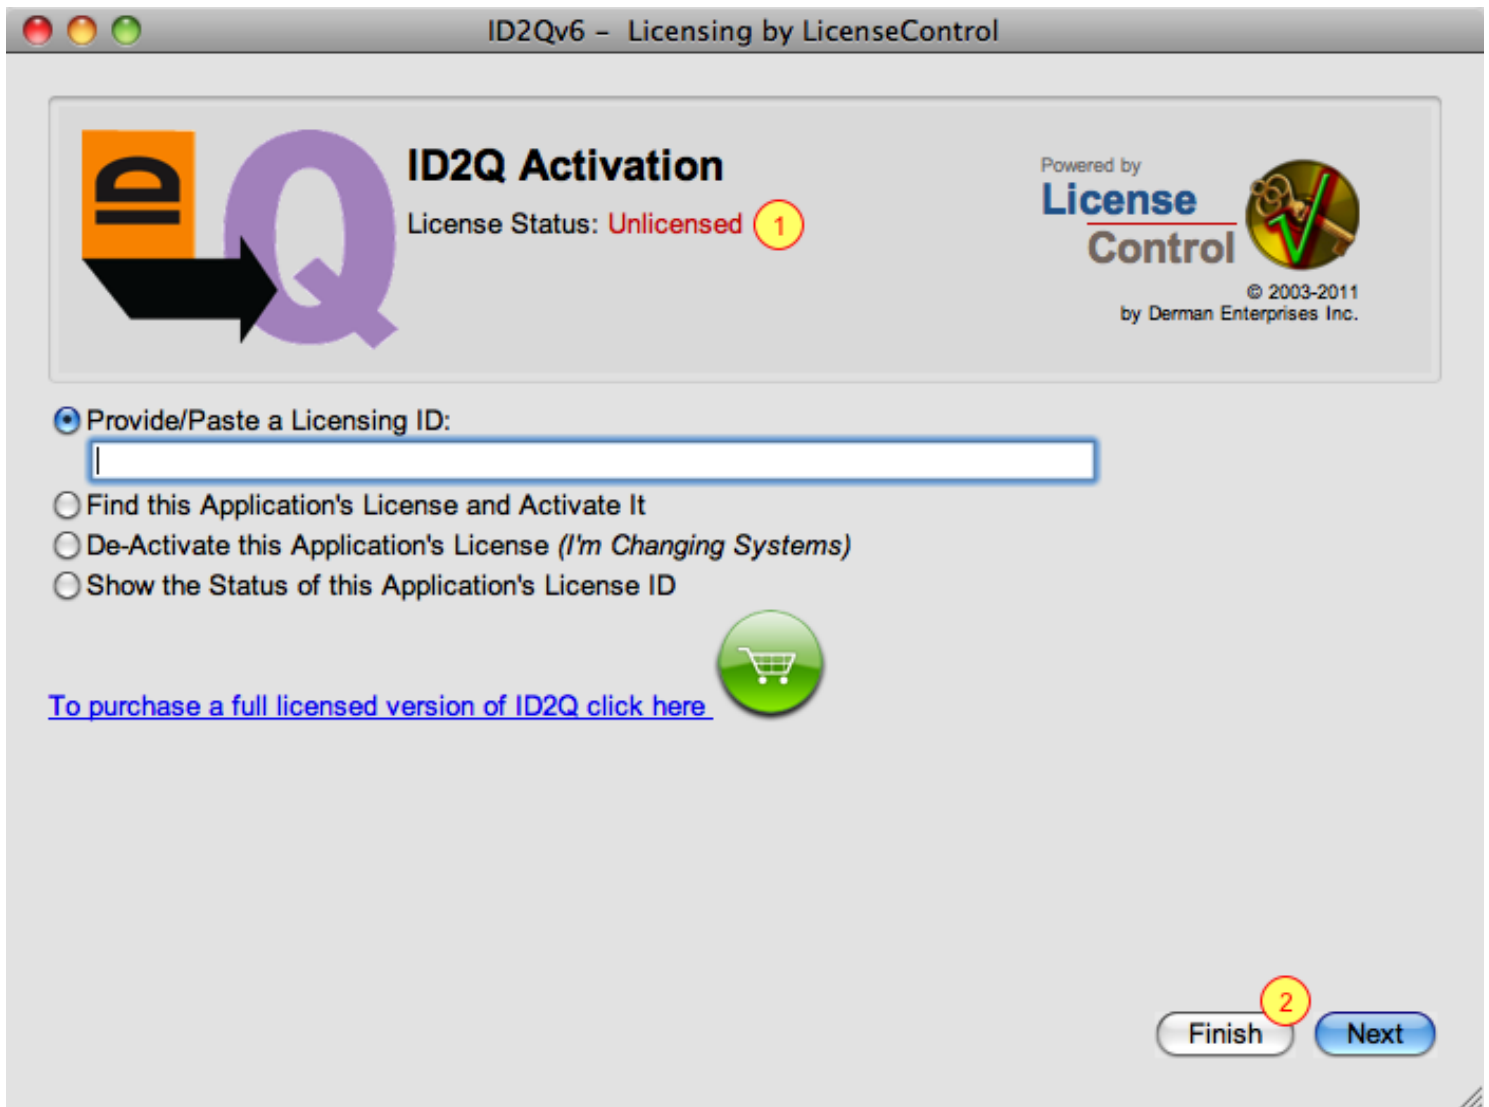 ID2Qv6 – Licensing by LicenseControl
ID
Q
ID2Q Activation
License Status: Unlicensed 1
Powered by
License
Control
© 2003-2011
by Derman Enterprises Inc.
Provide/Paste a Licensing ID:
Find this Application's License and Activate It
De-Activate this Application's License (I'm Changing Systems)
Show the Status of this Application's License ID
To purchase a full licensed version of ID2Q click here
2
Finish
Next